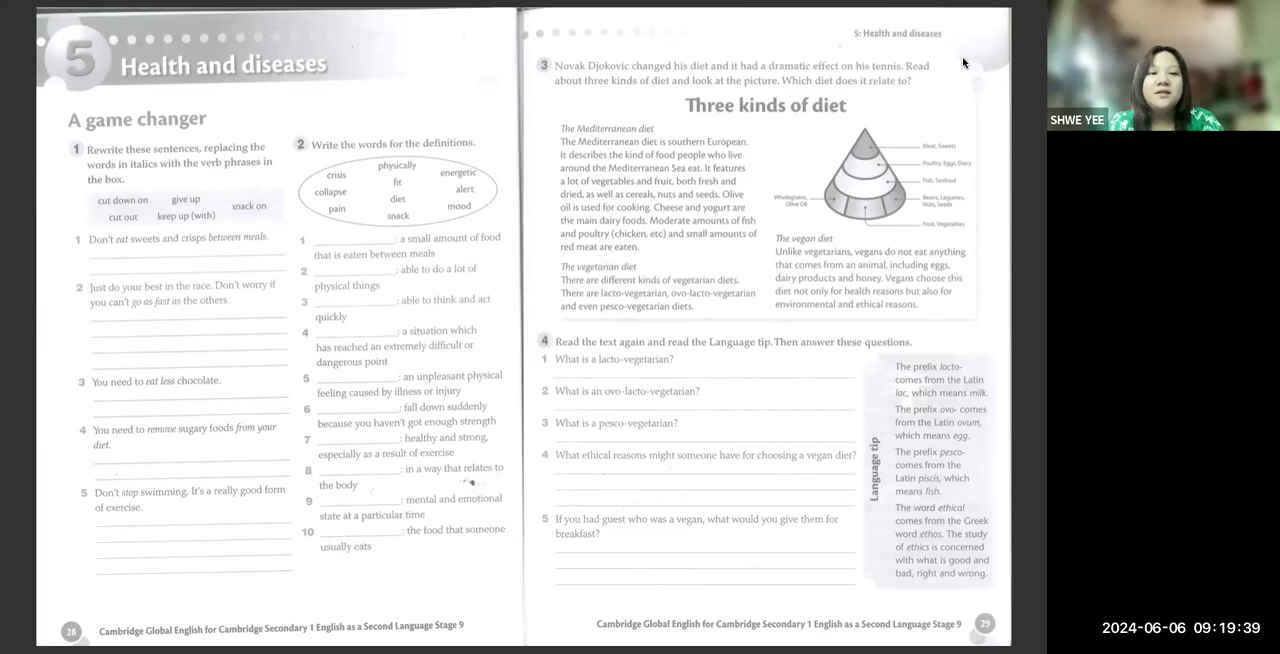 5
Health and diseases
A game changer
1 Rewrite these sentences, replacing the
words in italics with the verb phrases in
the box.
cut down on
give up
snack on
cut out
keep up (with)
1 Don't eat sweets and crisps between meals.
2 Just do your best in the race. Don't worry if
you can't go as fast as the others.
3 You need to eat less chocolate.
4 You need to remove sugary foods from your
diet.
5 Don't stop swimming. It's a really good form
of exercise.
2 Write the words for the definitions.
physically
crisis
energetic
fit
collapse
alert
diet
pain
mood
snack
1 : a small amount of food
that is eaten between meals
2 : able to do a lot of
physical things
3 : able to think and act
quickly
4 : a situation which
has reached an extremely difficult or
dangerous point
5 : an unpleasant physical
feeling caused by illness or injury
6 : fall down suddenly
because you haven't got enough strength
7 : healthy and strong,
especially as a result of exercise
8 : in a way that relates to
the body
9 : mental and emotional
state at a particular time
10 : the food that someone
usually eats
28 Cambridge Global English for Cambridge Secondary 1 English as a Second Language Stage 9
5: Health and diseases
3 Novak Djokovic changed his diet and it had a dramatic effect on his tennis. Read
about three kinds of diet and look at the picture. Which diet does it relate to?
Three kinds of diet
The Mediterranean diet
The Mediterranean diet is southern European.
It describes the kind of food people who live
around the Mediterranean Sea eat. It features
a lot of vegetables and fruit, both fresh and
dried, as well as cereals, nuts and seeds. Olive
oil is used for cooking. Cheese and yogurt are
the main dairy foods. Moderate amounts of fish
and poultry (chicken, etc) and small amounts of
red meat are eaten.
The vegetarian diet
There are different kinds of vegetarian diets.
There are lacto-vegetarian, ovo-lacto-vegetarian
and even pesco-vegetarian diets.
Meat, Sweets
Poultry, Eggs, Dairy
Fish, Seafood
Wholegrains,
Olive Oil
Beans, Legumes,
Nuts, Seeds
Fruit, Vegetables
The vegan diet
Unlike vegetarians, vegans do not eat anything
that comes from an animal, including eggs,
dairy products and honey. Vegans choose this
diet not only for health reasons but also for
environmental and ethical reasons.
4 Read the text again and read the Language tip. Then answer these questions.
1 What is a lacto-vegetarian?
2 What is an ovo-lacto-vegetarian?
3 What is a pesco-vegetarian?
4 What ethical reasons might someone have for choosing a vegan diet?
5 If you had guest who was a vegan, what would you give them for
breakfast?
Language tip
The prefix lacto-
comes from the Latin
lac, which means milk.
The prefix ovo- comes
from the Latin ovum,
which means egg.
The prefix pesco-
comes from the
Latin piscis, which
means fish.
The word ethical
comes from the Greek
word ethos. The study
of ethics is concerned
with what is good and
bad, right and wrong.
Cambridge Global English for Cambridge Secondary 1 English as a Second Language Stage 9 29
SHWE YEE
2024-06-06 09:19:39